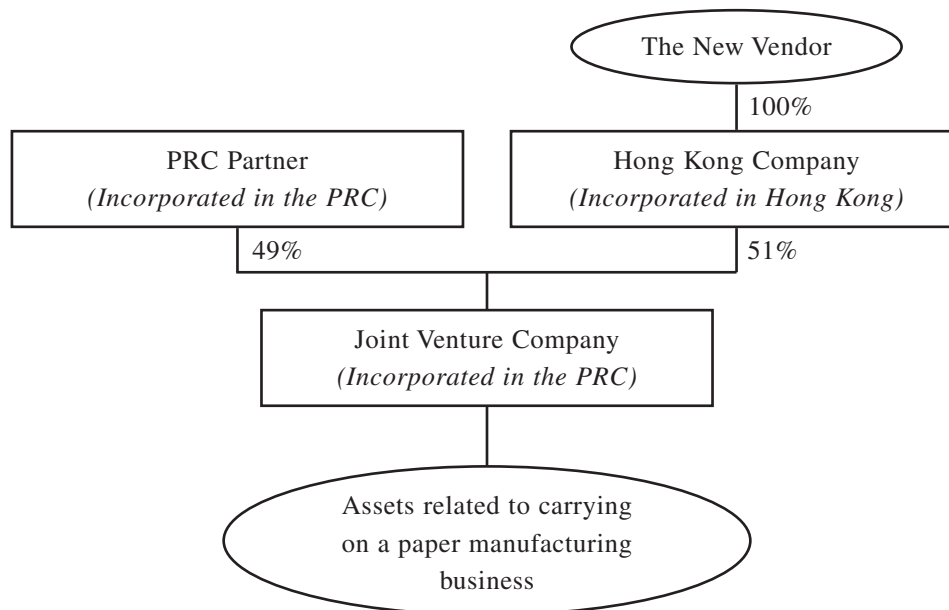 The New Vendor
100%
PRC Partner
(Incorporated in the PRC)
Hong Kong Company
(Incorporated in Hong Kong)
49%
51%
Joint Venture Company
(Incorporated in the PRC)
Assets related to carrying
on a paper manufacturing
business